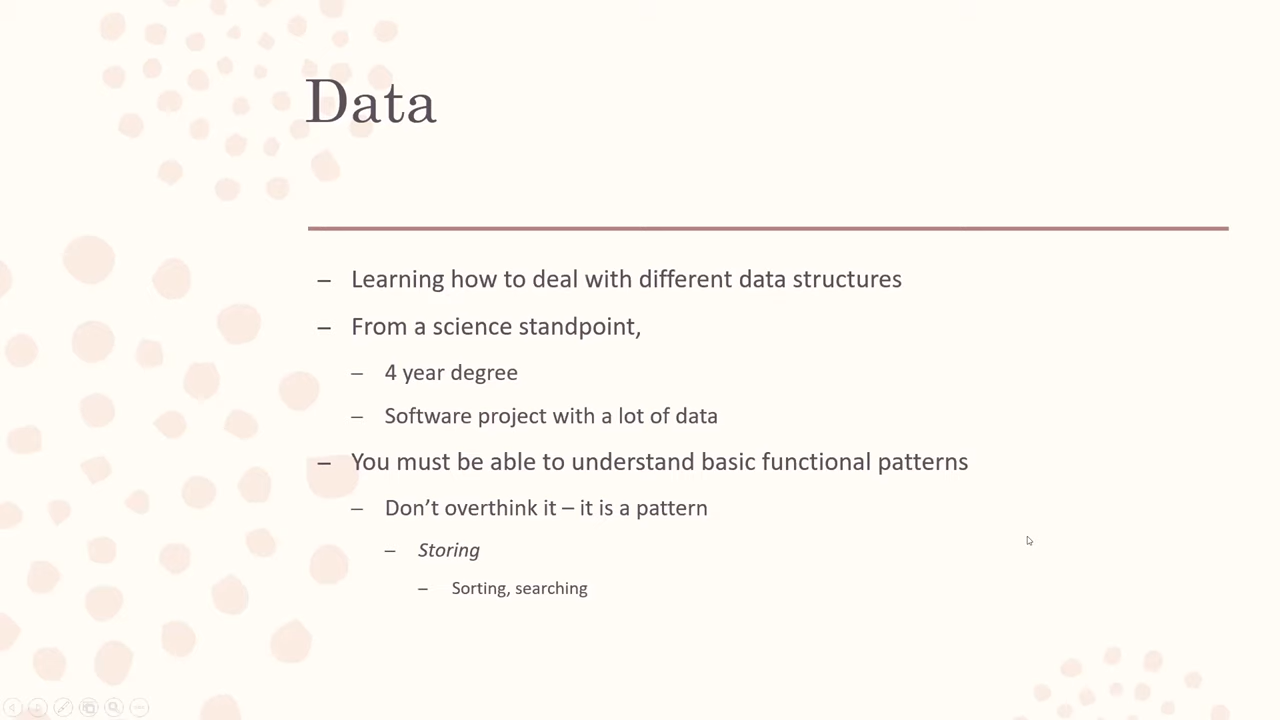 Data
– Learning how to deal with different data structures
– From a science standpoint,
– 4 year degree
– Software project with a lot of data
– You must be able to understand basic functional patterns
– Don’t overthink it – it is a pattern
– Storing
– Sorting, searching